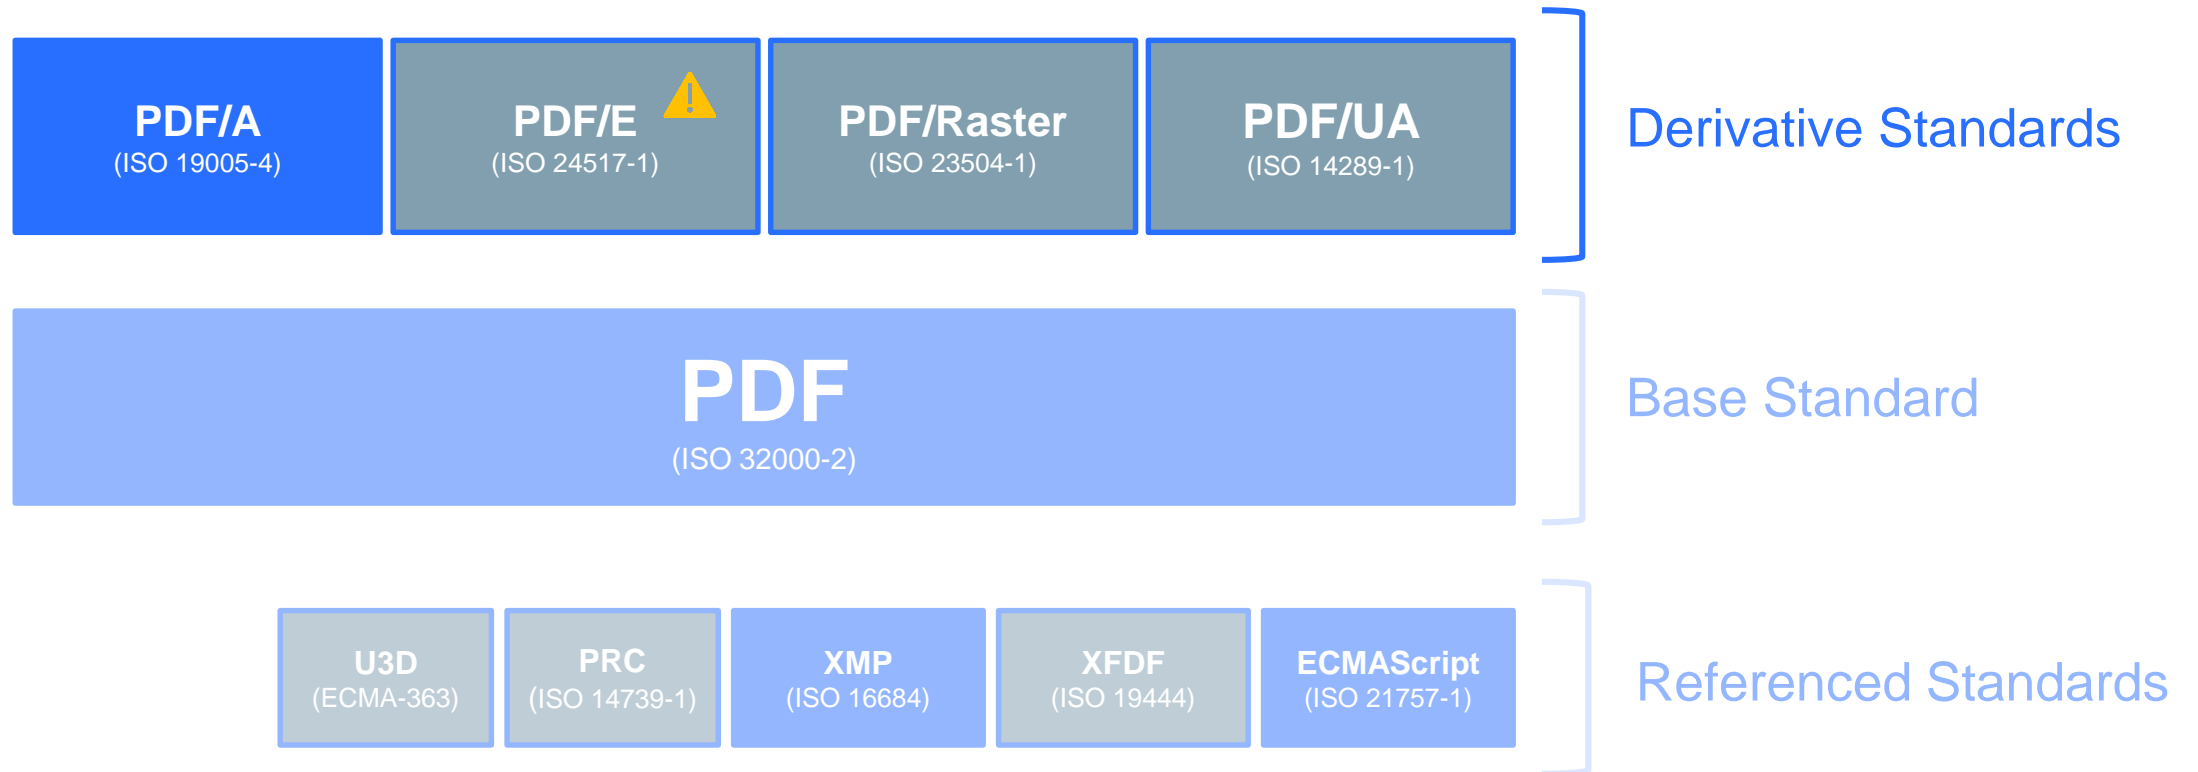 PDF/A
(ISO 19005-4)
PDF/E
(ISO 24517-1)
PDF/Raster
(ISO 23504-1)
PDF/UA
(ISO 14289-1)
Derivative Standards
PDF
(ISO 32000-2)
Base Standard
U3D
(ECMA-363)
PRC
(ISO 14739-1)
XMP
(ISO 16684)
XFDF
(ISO 19444)
ECMAScript
(ISO 21757-1)
Referenced Standards